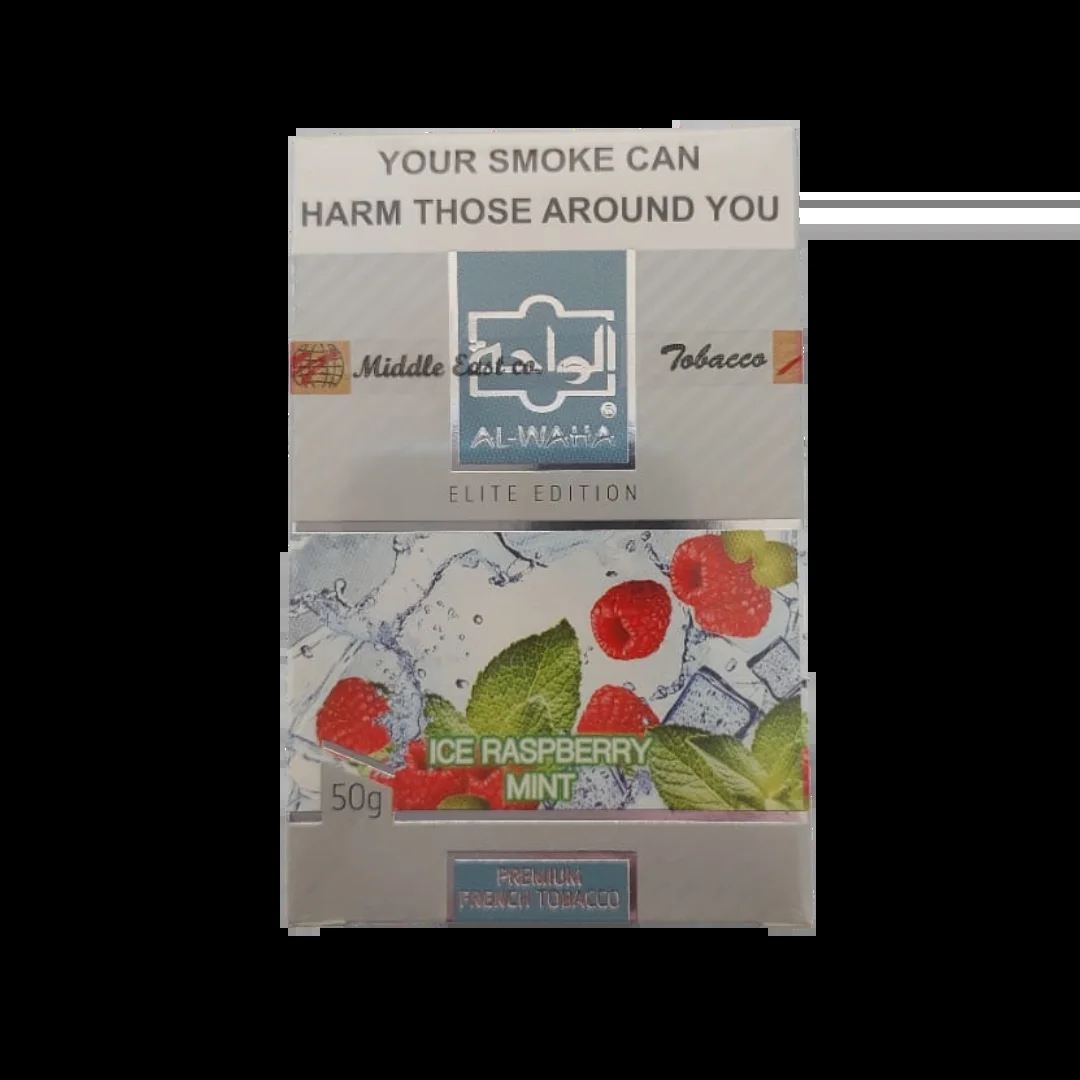 YOUR SMOKE CAN
HARM THOSE AROUND YOU
الواحة
Middle East co.
Tobacco
®
AL-WAHA
ELITE EDITION
ICE RASPBERRY
MINT
50g
PREMIUM
FRENCH TOBACCO